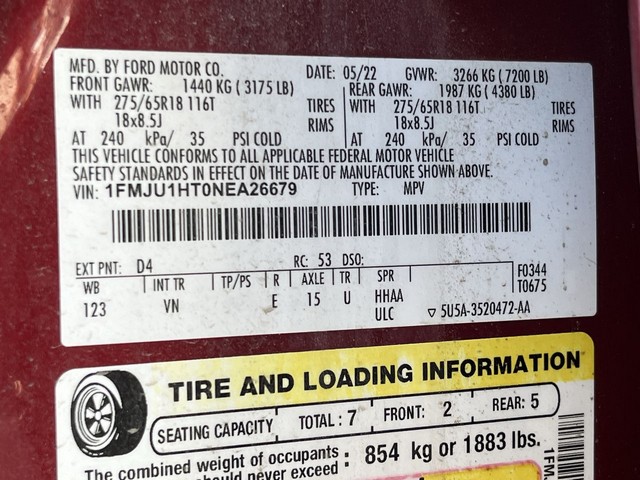 MFD. BY FORD MOTOR CO. DATE: 05/22 GVWR: 3266 KG (7200 LB)
FRONT GAWR: 1440 KG (3175 LB) REAR GAWR: 1987 KG (4380 LB)
WITH 275/65R18 116T TIRES WITH 275/65R18 116T TIRES
18x8.5J RIMS 18x8.5J RIMS
AT 240 kPa/ 35 PSI COLD AT 240 kPa/ 35 PSI COLD
THIS VEHICLE CONFORMS TO ALL APPLICABLE FEDERAL MOTOR VEHICLE
SAFETY STANDARDS IN EFFECT ON THE DATE OF MANUFACTURE SHOWN ABOVE.
VIN: 1FMJU1HT0NEA26679 TYPE: MPV
EXT PNT: D4 RC: 53 DSO: F0344
WB INT TR TP/PS R AXLE TR SPR T0675
123 VN E 15 U HHAA
ULC ▽ 5U5A-3520472-AA
TIRE AND LOADING INFORMATION
SEATING CAPACITY TOTAL : 7 FRONT: 2 REAR: 5
The combined weight of occupants
should never exceed : 854 kg or 1883 lbs.
1FM